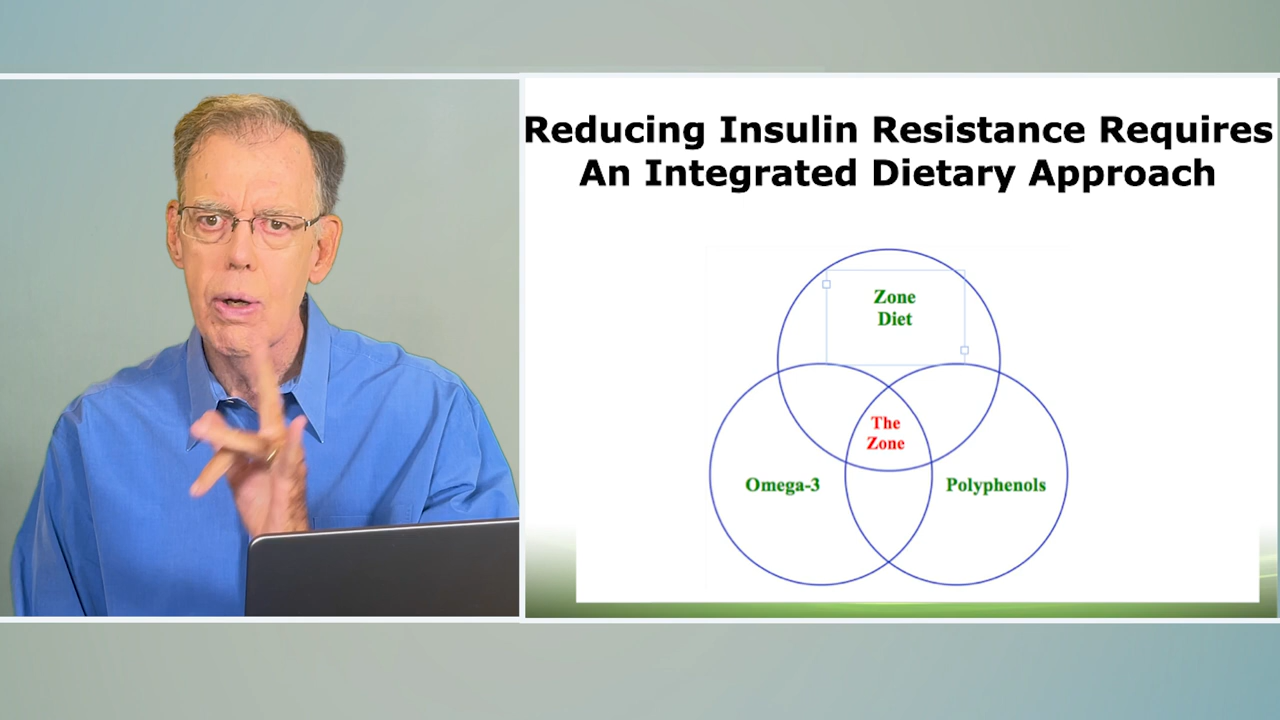 Reducing Insulin Resistance Requires
An Integrated Dietary Approach
Zone
Diet
The
Zone
Omega-3
Polyphenols